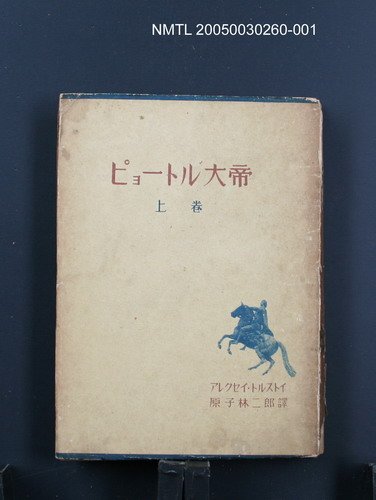 NMTL 20050030260-001
ピョートル大帝
上巻
アレクセイ・トルストイ
原子林二郎譯